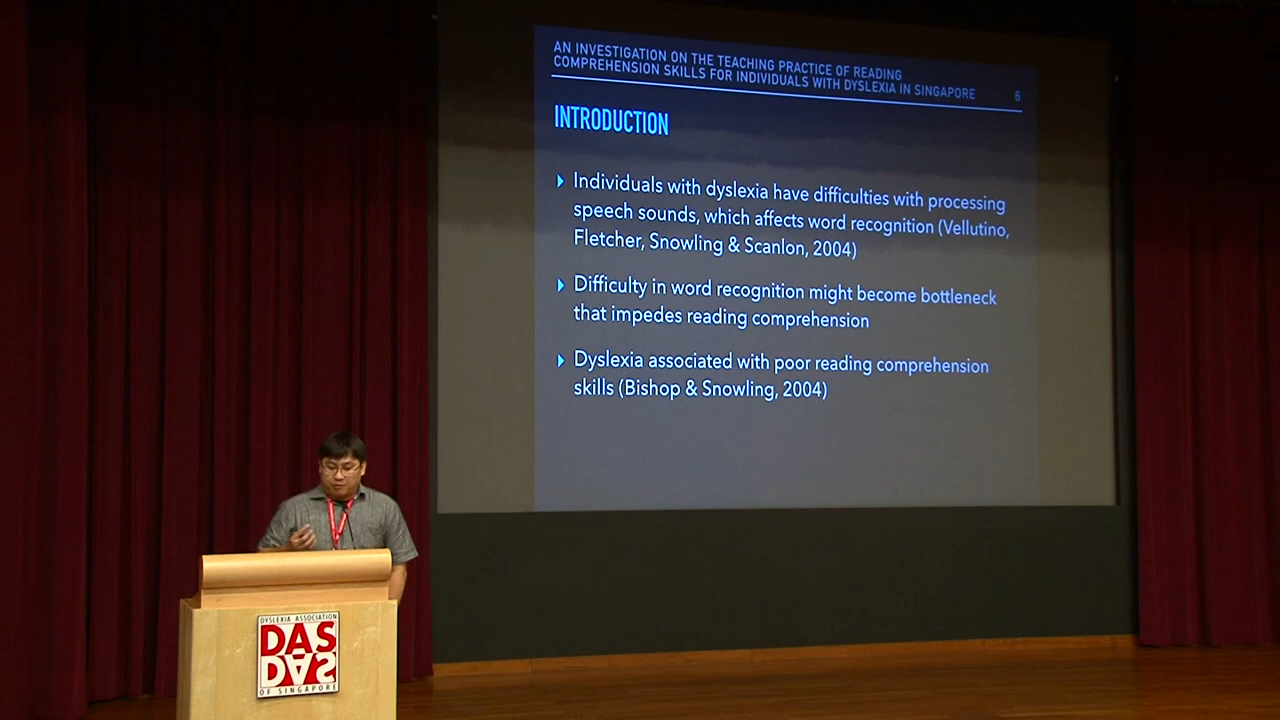 AN INVESTIGATION ON THE TEACHING PRACTICE OF READING
COMPREHENSION SKILLS FOR INDIVIDUALS WITH DYSLEXIA IN SINGAPORE
6
INTRODUCTION
Individuals with dyslexia have difficulties with processing
speech sounds, which affects word recognition (Vellutino,
Fletcher, Snowling & Scanlon, 2004)
Difficulty in word recognition might become bottleneck
that impedes reading comprehension
Dyslexia associated with poor reading comprehension
skills (Bishop & Snowling, 2004)
DYSLEXIA ASSOCIATION
DAS
DAS
OF SINGAPORE